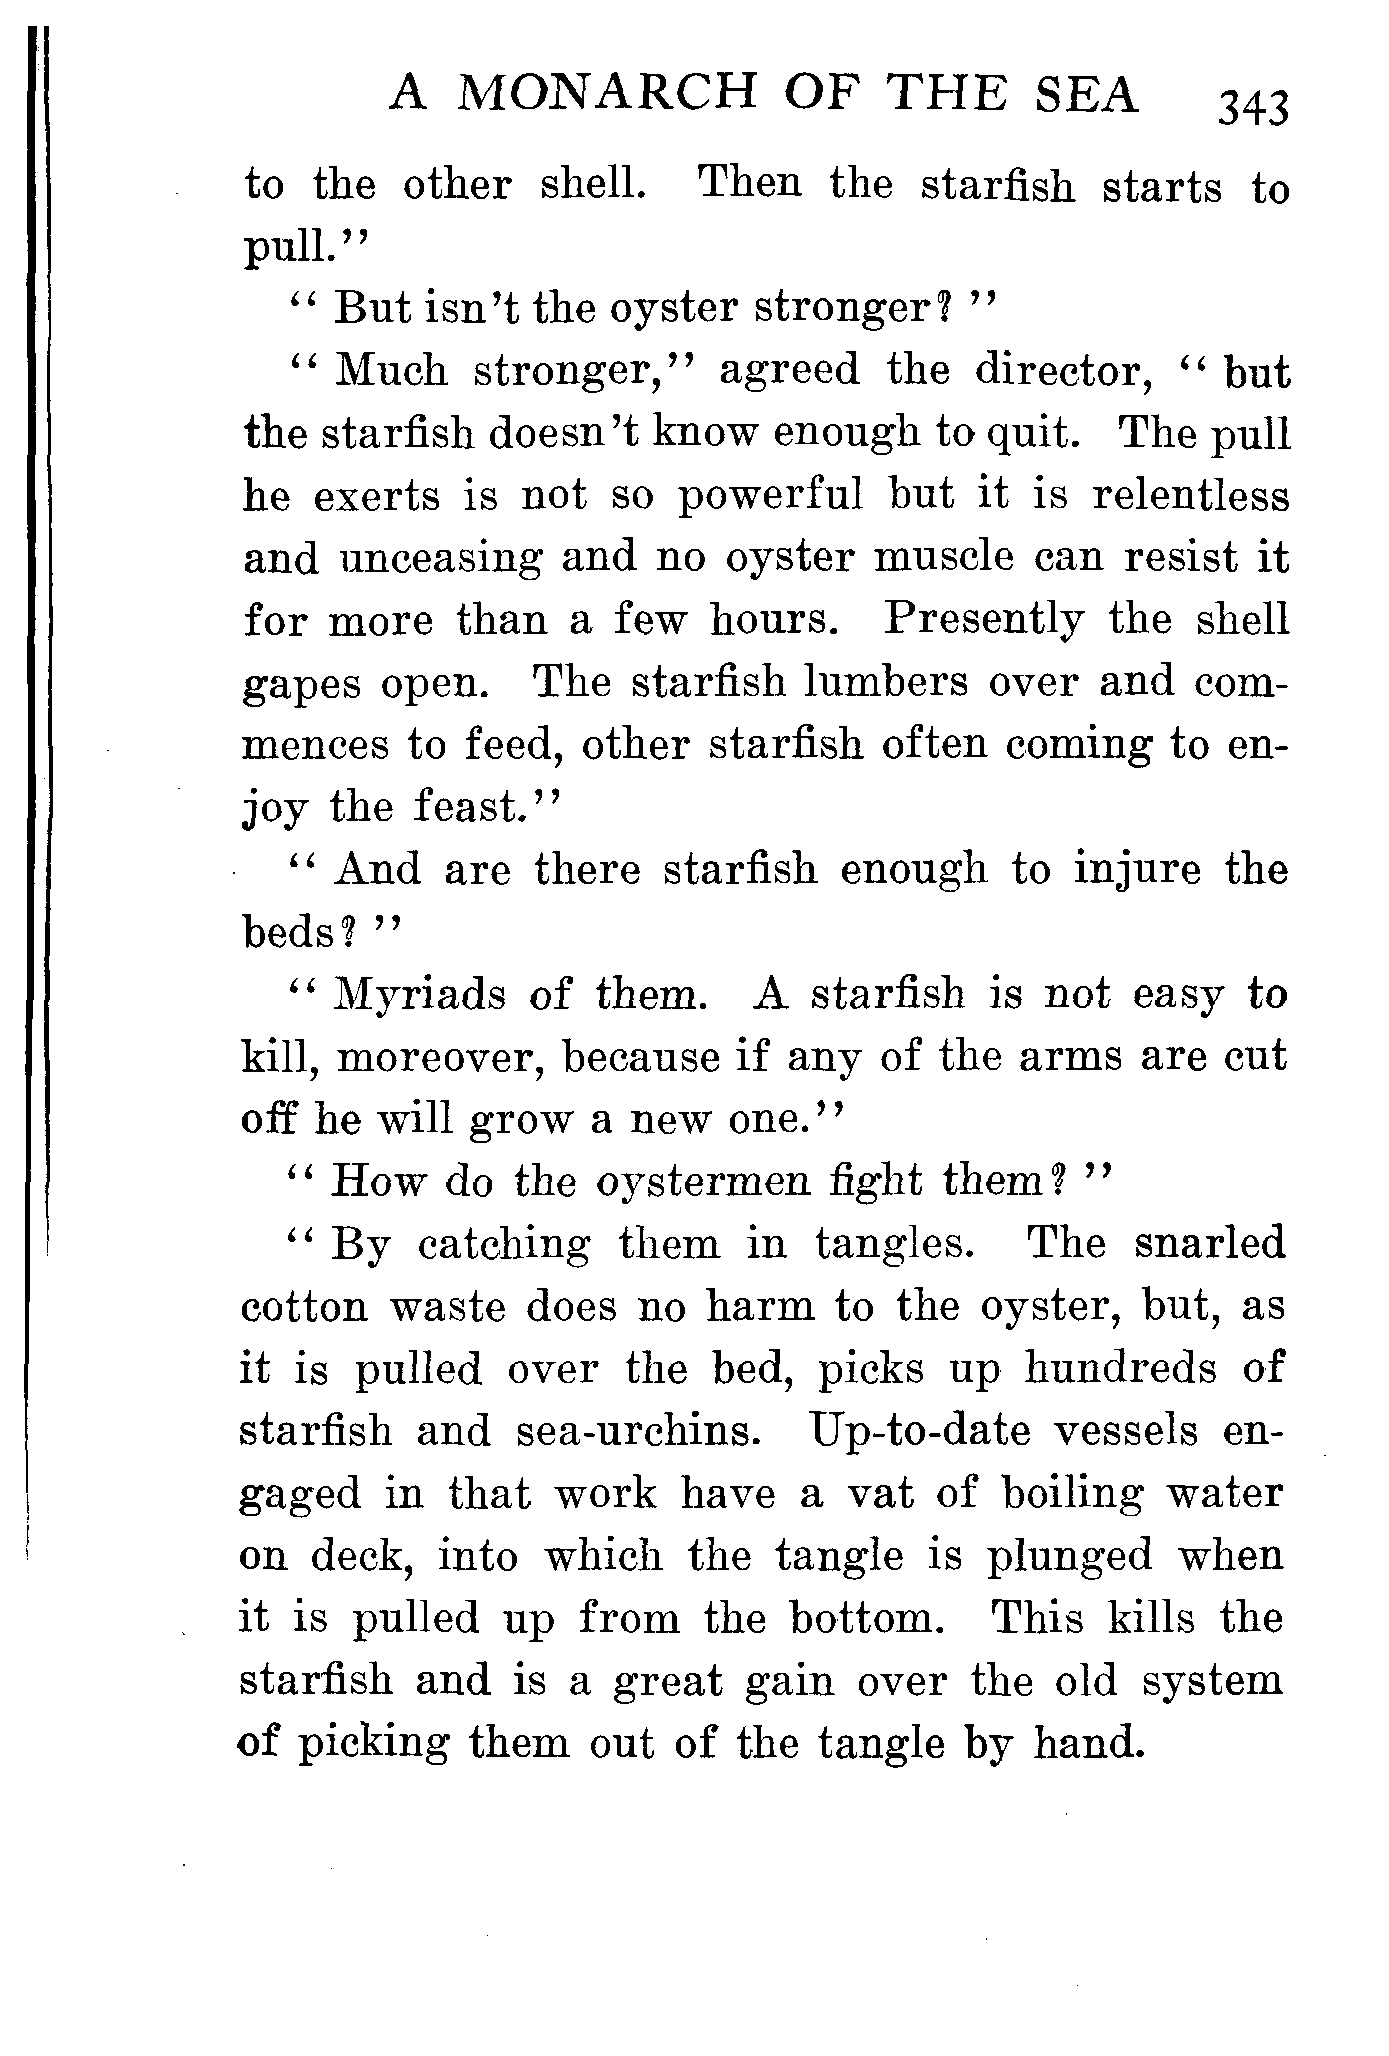 A MONARCH OF THE SEA 343
to the other shell. Then the starfish starts to
pull."
" But isn't the oyster stronger? "
" Much stronger," agreed the director, " but
the starfish doesn't know enough to quit. The pull
he exerts is not so powerful but it is relentless
and unceasing and no oyster muscle can resist it
for more than a few hours. Presently the shell
gapes open. The starfish lumbers over and com-
mences to feed, other starfish often coming to en-
joy the feast."
" And are there starfish enough to injure the
beds? "
" Myriads of them. A starfish is not easy to
kill, moreover, because if any of the arms are cut
off he will grow a new one."
" How do the oystermen fight them? "
" By catching them in tangles. The snarled
cotton waste does no harm to the oyster, but, as
it is pulled over the bed, picks up hundreds of
starfish and sea-urchins. Up-to-date vessels en-
gaged in that work have a vat of boiling water
on deck, into which the tangle is plunged when
it is pulled up from the bottom. This kills the
starfish and is a great gain over the old system
of picking them out of the tangle by hand.